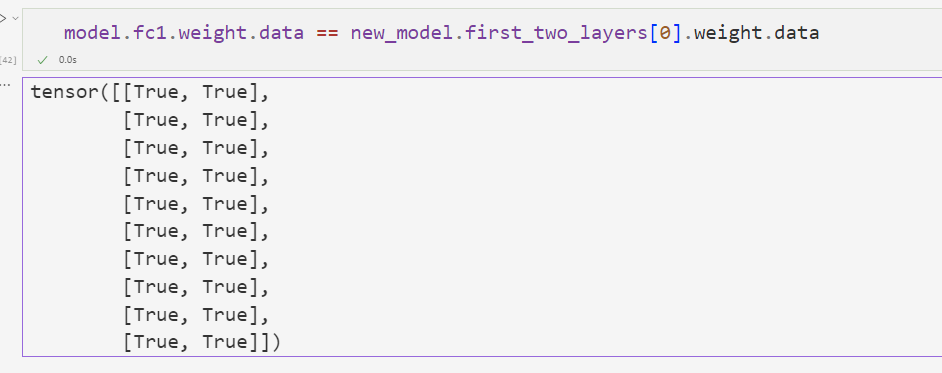 model.fc1.weight.data == new_model.first_two_layers[0].weight.data
[42]
0.0s
...
tensor([[True, True],
        [True, True],
        [True, True],
        [True, True],
        [True, True],
        [True, True],
        [True, True],
        [True, True],
        [True, True],
        [True, True]])